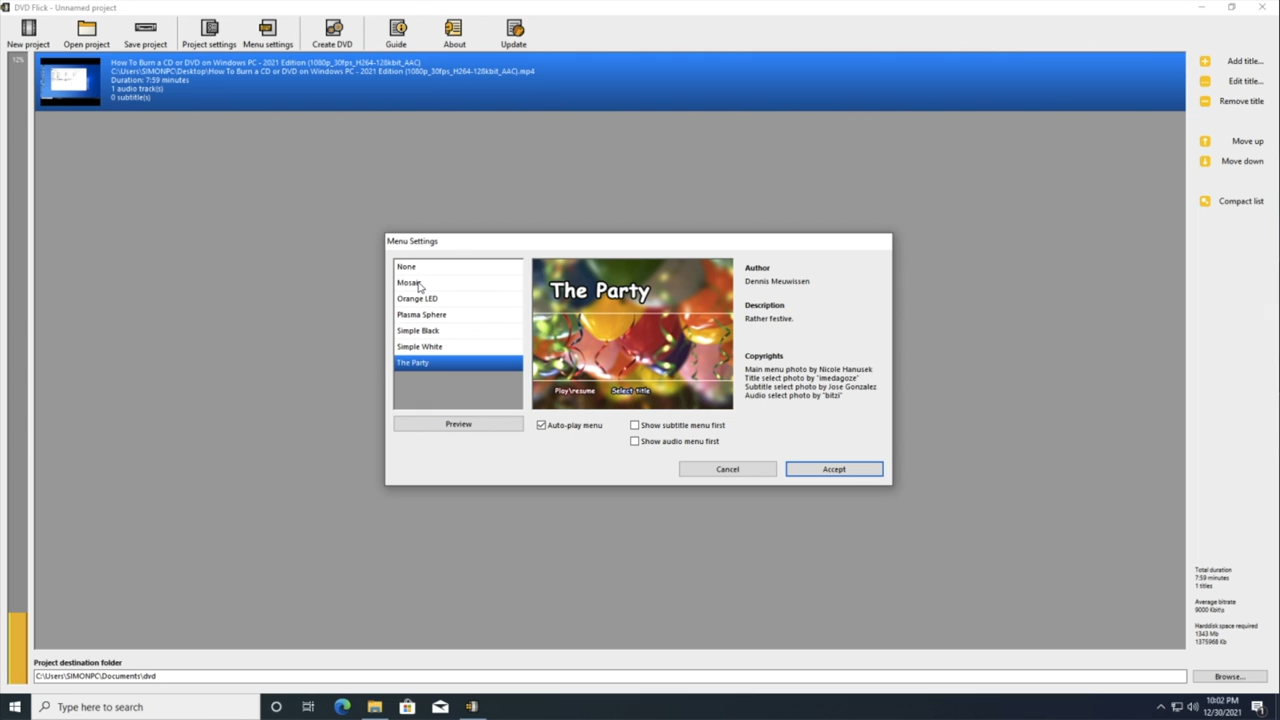 DVD Flick - Unnamed project
New project
Open project
Save project
Project settings
Menu settings
Create DVD
Guide
About
Update
12%
How To Burn a CD or DVD on Windows PC - 2021 Edition (1080p_30fps_H264-128kbit_AAC)
C:\Users\SIMONPC\Desktop\How To Burn a CD or DVD on Windows PC - 2021 Edition (1080p_30fps_H264-128kbit_AAC).mp4
Duration: 7:59 minutes
1 audio track(s)
0 subtitle(s)
Add title...
Edit title...
Remove title
Move up
Move down
Compact list
Menu Settings
None
Mosaic
Orange LED
Plasma Sphere
Simple Black
Simple White
The Party
Preview
The Party
Play\resume
Select title
Auto-play menu
Show subtitle menu first
Show audio menu first
Author
Dennis Meuwissen
Description
Rather festive.
Copyrights
Main menu photo by Nicole Hanusek
Title select photo by "imedagoze"
Subtitle select photo by Jose Gonzalez
Audio select photo by "bitzi"
Cancel
Accept
Total duration
7:59 minutes
1 titles
Average bitrate
9000 Kbit\s
Harddisk space required
1343 Mb
1375968 Kb
Project destination folder
C:\Users\SIMONPC\Documents\dvd
Browse...
Type here to search
10:02 PM
12/30/2021
1